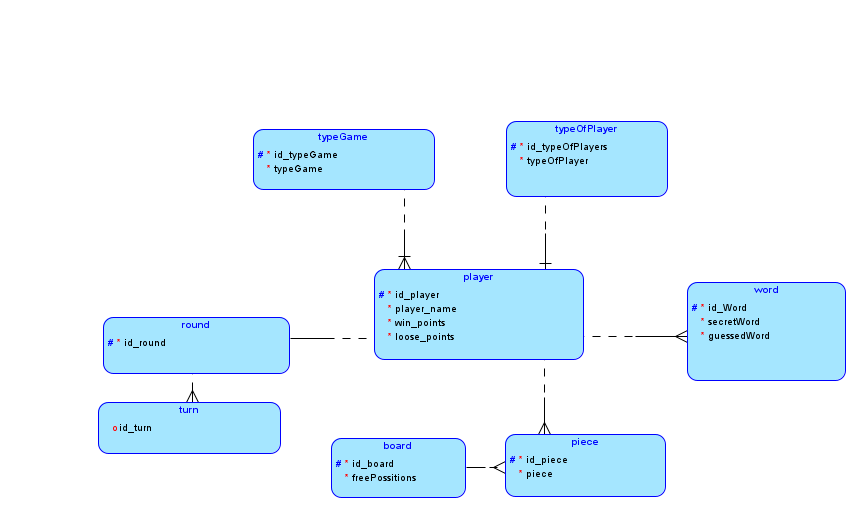 typeGame
# * id_typeGame
* typeGame
typeOfPlayer
# * id_typeOfPlayers
* typeOfPlayer
player
# * id_player
* player_name
* win_points
* loose_points
word
# * id_Word
* secretWord
* guessedWord
round
# * id_round
turn
o id_turn
board
# * id_board
* freePossitions
piece
# * id_piece
* piece